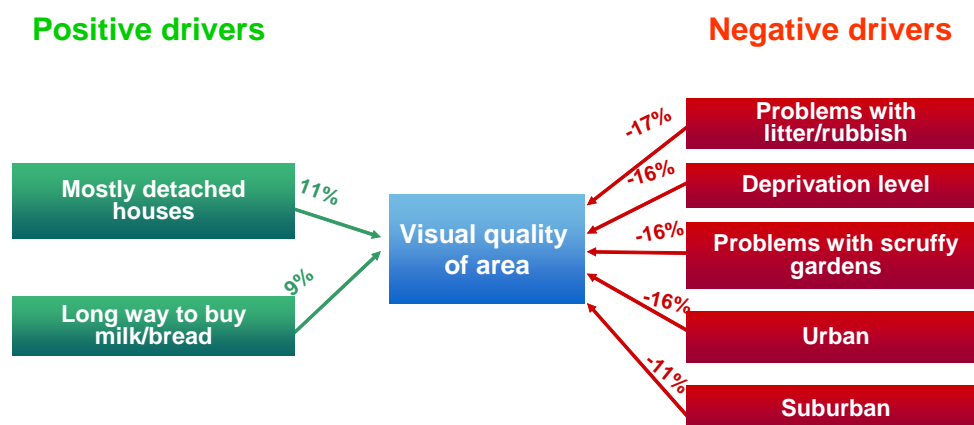 Positive drivers
Negative drivers
Mostly detached
houses
11%
Long way to buy
milk/bread
9%
Visual quality
of area
-17%
Problems with
litter/rubbish
-16%
Deprivation level
-16%
Problems with scruffy
gardens
-16%
Urban
-11%
Suburban